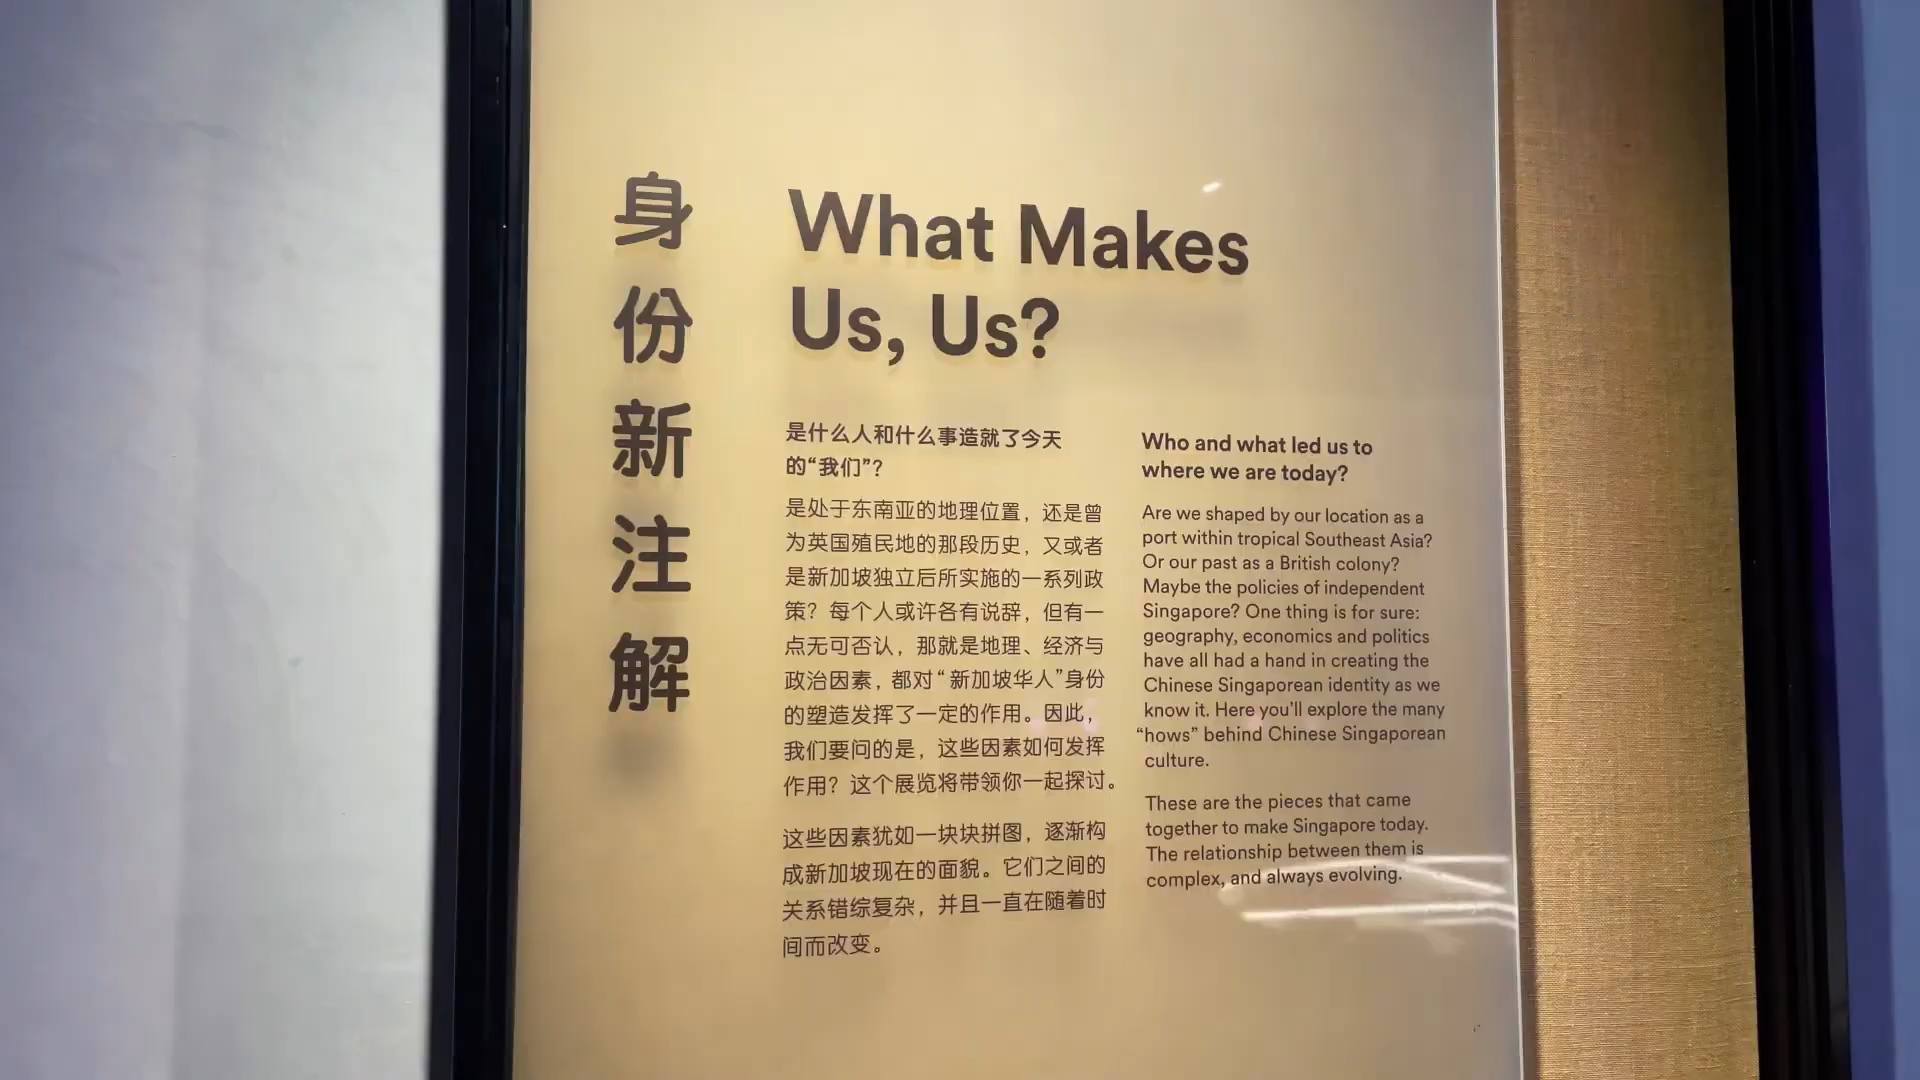 身份新注解
What Makes
Us, Us?
是什么人和什么事造就了今天
的“我们”?
是处于东南亚的地理位置，还是曾
为英国殖民地的那段历史，又或者
是新加坡独立后所实施的一系列政
策？每个人或许各有说辞，但有一
点无可否认，那就是地理、经济与
政治因素，都对“新加坡华人”身份
的塑造发挥了一定的作用。因此，
我们要问的是，这些因素如何发挥
作用？这个展览将带领你一起探讨。
这些因素犹如一块块拼图，逐渐构
成新加坡现在的面貌。它们之间的
关系错综复杂，并且一直在随着时
间而改变。
Who and what led us to
where we are today?
Are we shaped by our location as a
port within tropical Southeast Asia?
Or our past as a British colony?
Maybe the policies of independent
Singapore? One thing is for sure:
geography, economics and politics
have all had a hand in creating the
Chinese Singaporean identity as we
know it. Here you’ll explore the many
“hows” behind Chinese Singaporean
culture.
These are the pieces that came
together to make Singapore today.
The relationship between them is
complex, and always evolving.